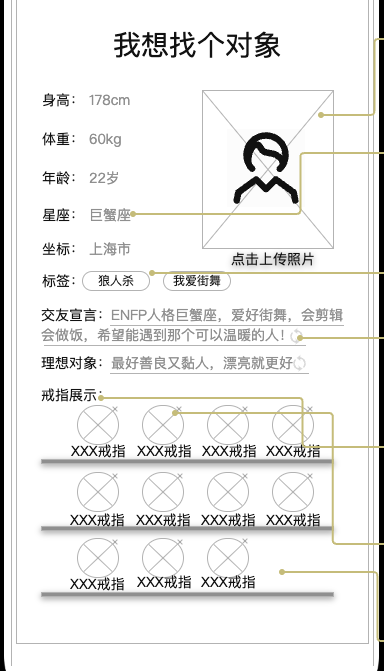 我想找个对象
身高： 178cm
体重： 60kg
年龄： 22岁
星座： 巨蟹座
坐标： 上海市
点击上传照片
标签： 狼人杀 我爱街舞
交友宣言：ENFP人格巨蟹座，爱好街舞，会剪辑
会做饭，希望能遇到那个可以温暖的人！
理想对象：最好善良又黏人，漂亮就更好
戒指展示：
XXX戒指 XXX戒指 XXX戒指 XXX戒指
XXX戒指 XXX戒指 XXX戒指 XXX戒指
XXX戒指 XXX戒指 XXX戒指